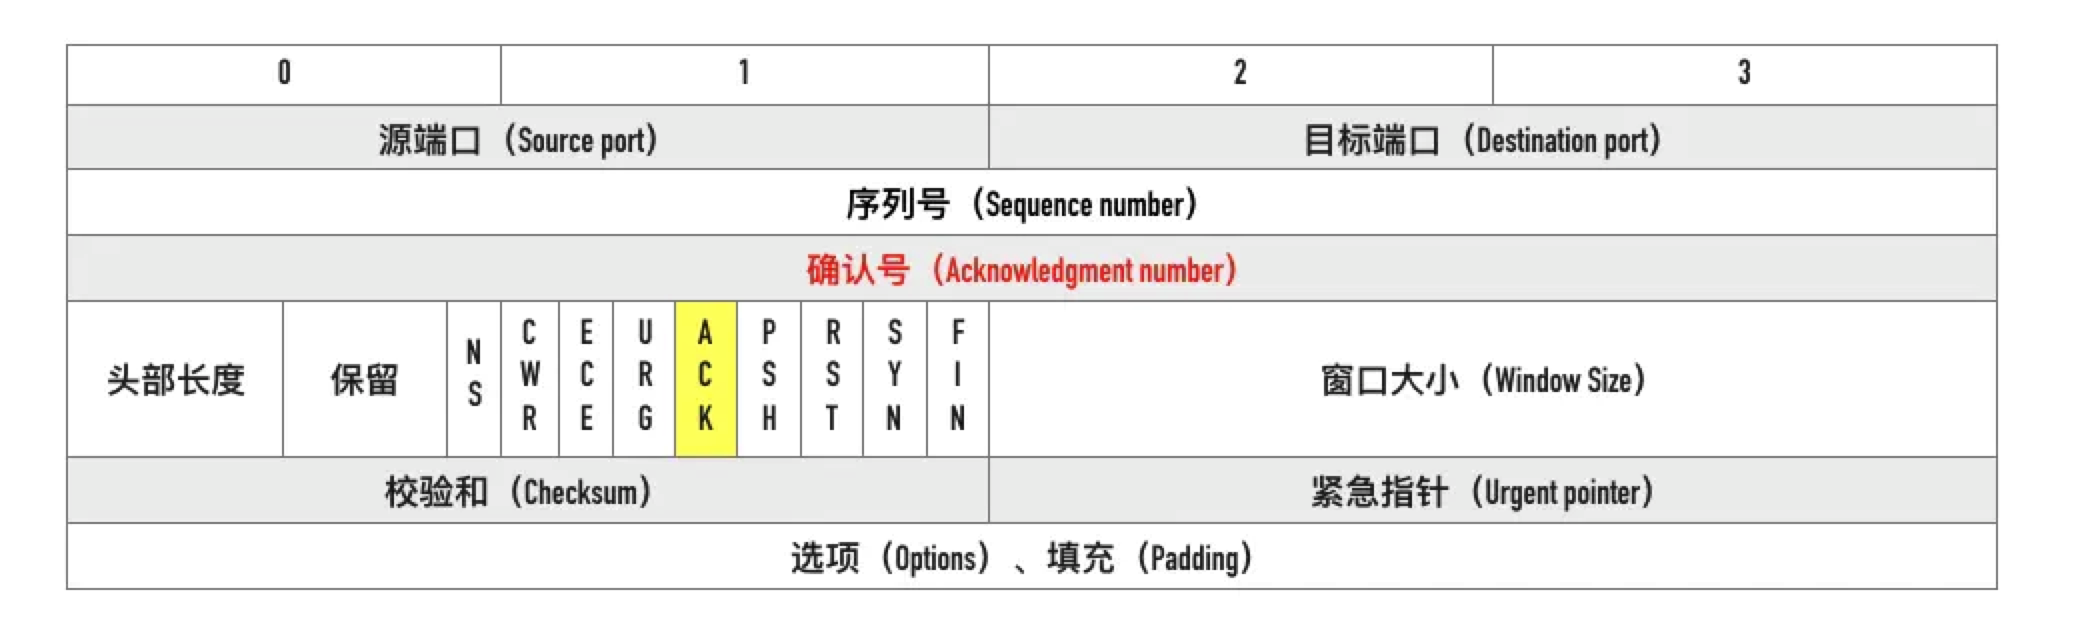 0 1 2 3
源端口（Source port） 目标端口（Destination port）
序列号（Sequence number）
确认号（Acknowledgment number）
头部长度 保留 NS CWR ECE URG ACK PSH RST SYN FIN 窗口大小（Window Size）
校验和（Checksum） 紧急指针（Urgent pointer）
选项（Options）、填充（Padding）